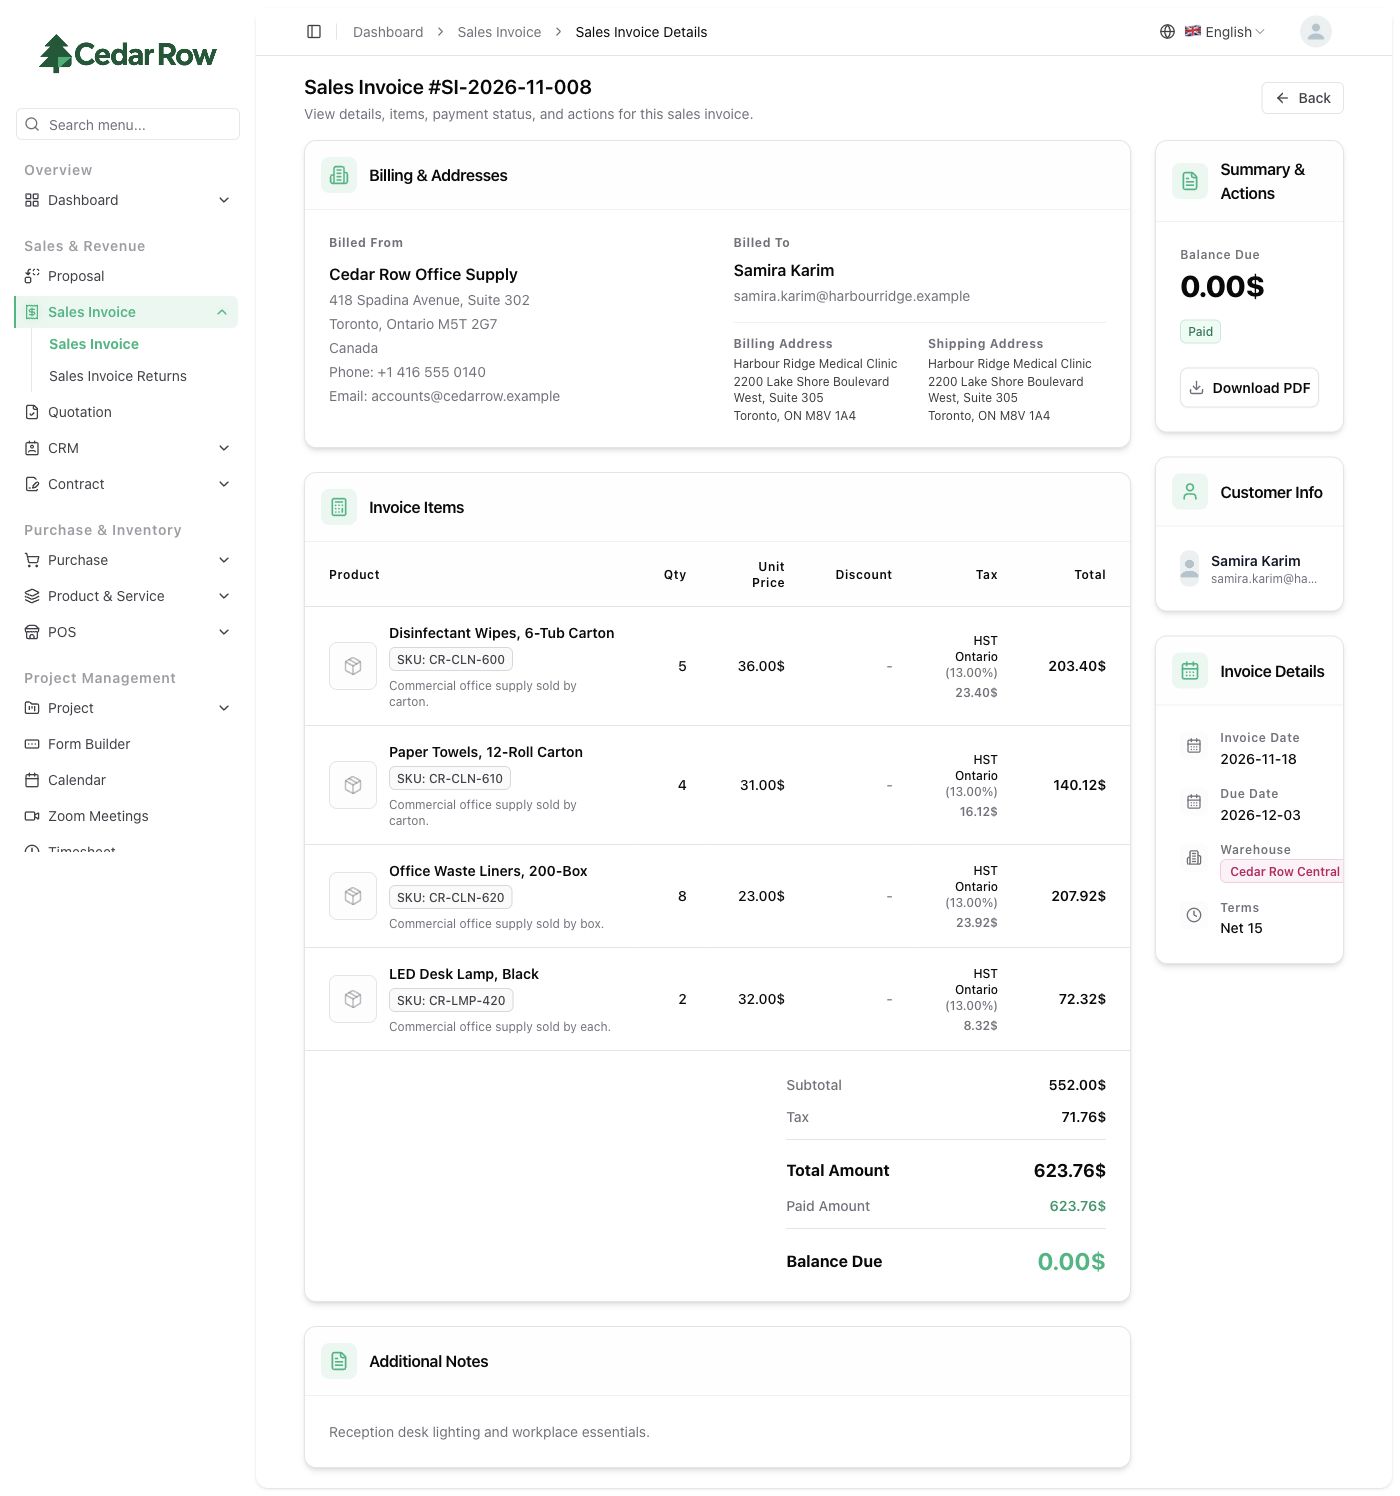 Cedar Row
Search menu...
Overview
Dashboard
Sales & Revenue
Proposal
Sales Invoice
Sales Invoice
Sales Invoice Returns
Quotation
CRM
Contract
Purchase & Inventory
Purchase
Product & Service
POS
Project Management
Project
Form Builder
Calendar
Zoom Meetings
Timesheet
Dashboard > Sales Invoice > Sales Invoice Details
English
Sales Invoice #SI-2026-11-008
View details, items, payment status, and actions for this sales invoice.
Back
Billing & Addresses
Billed From
Cedar Row Office Supply
418 Spadina Avenue, Suite 302
Toronto, Ontario M5T 2G7
Canada
Phone: +1 416 555 0140
Email: accounts@cedarrow.example
Billed To
Samira Karim
samira.karim@harbourridge.example
Billing Address
Harbour Ridge Medical Clinic
2200 Lake Shore Boulevard
West, Suite 305
Toronto, ON M8V 1A4
Shipping Address
Harbour Ridge Medical Clinic
2200 Lake Shore Boulevard
West, Suite 305
Toronto, ON M8V 1A4
Invoice Items
Product Qty Unit Price Discount Tax Total
Disinfectant Wipes, 6-Tub Carton
SKU: CR-CLN-600
Commercial office supply sold by
carton.
5 36.00$ - HST
Ontario
(13.00%)
23.40$
203.40$
Paper Towels, 12-Roll Carton
SKU: CR-CLN-610
Commercial office supply sold by
carton.
4 31.00$ - HST
Ontario
(13.00%)
16.12$
140.12$
Office Waste Liners, 200-Box
SKU: CR-CLN-620
Commercial office supply sold by box.
8 23.00$ - HST
Ontario
(13.00%)
23.92$
207.92$
LED Desk Lamp, Black
SKU: CR-LMP-420
Commercial office supply sold by each.
2 32.00$ - HST
Ontario
(13.00%)
8.32$
72.32$
Subtotal 552.00$
Tax 71.76$
Total Amount 623.76$
Paid Amount 623.76$
Balance Due 0.00$
Additional Notes
Reception desk lighting and workplace essentials.
Summary &
Actions
Balance Due
0.00$
Paid
Download PDF
Customer Info
Samira Karim
samira.karim@ha...
Invoice Details
Invoice Date
2026-11-18
Due Date
2026-12-03
Warehouse
Cedar Row Central
Terms
Net 15